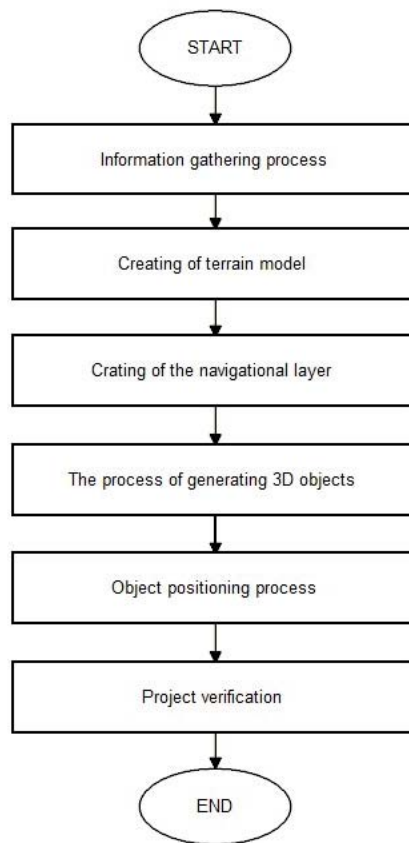 START
Information gathering process
Creating of terrain model
Crating of the navigational layer
The process of generating 3D objects
Object positioning process
Project verification
END